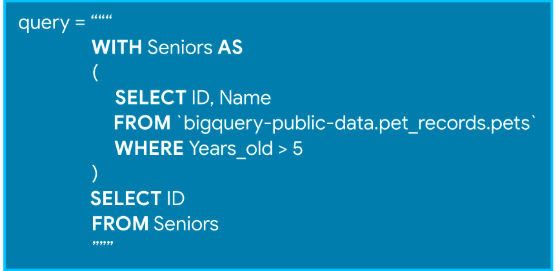 query = “““
WITH Seniors AS
(
SELECT ID, Name
FROM `bigquery-public-data.pet_records.pets`
WHERE Years_old > 5
)
SELECT ID
FROM Seniors
”””